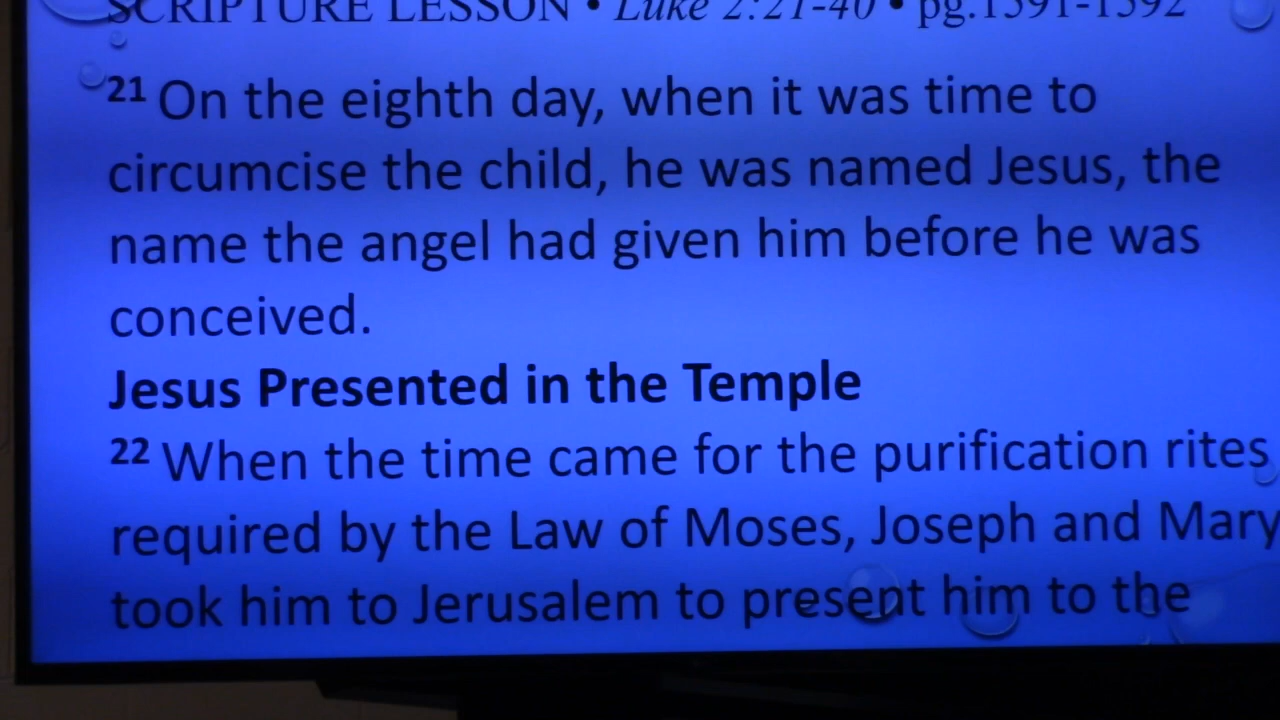 SCRIPTURE LESSON • Luke 2:21-40 • pg.1591-1592
21 On the eighth day, when it was time to
circumcise the child, he was named Jesus, the
name the angel had given him before he was
conceived.
Jesus Presented in the Temple
22 When the time came for the purification rites
required by the Law of Moses, Joseph and Mary
took him to Jerusalem to present him to the